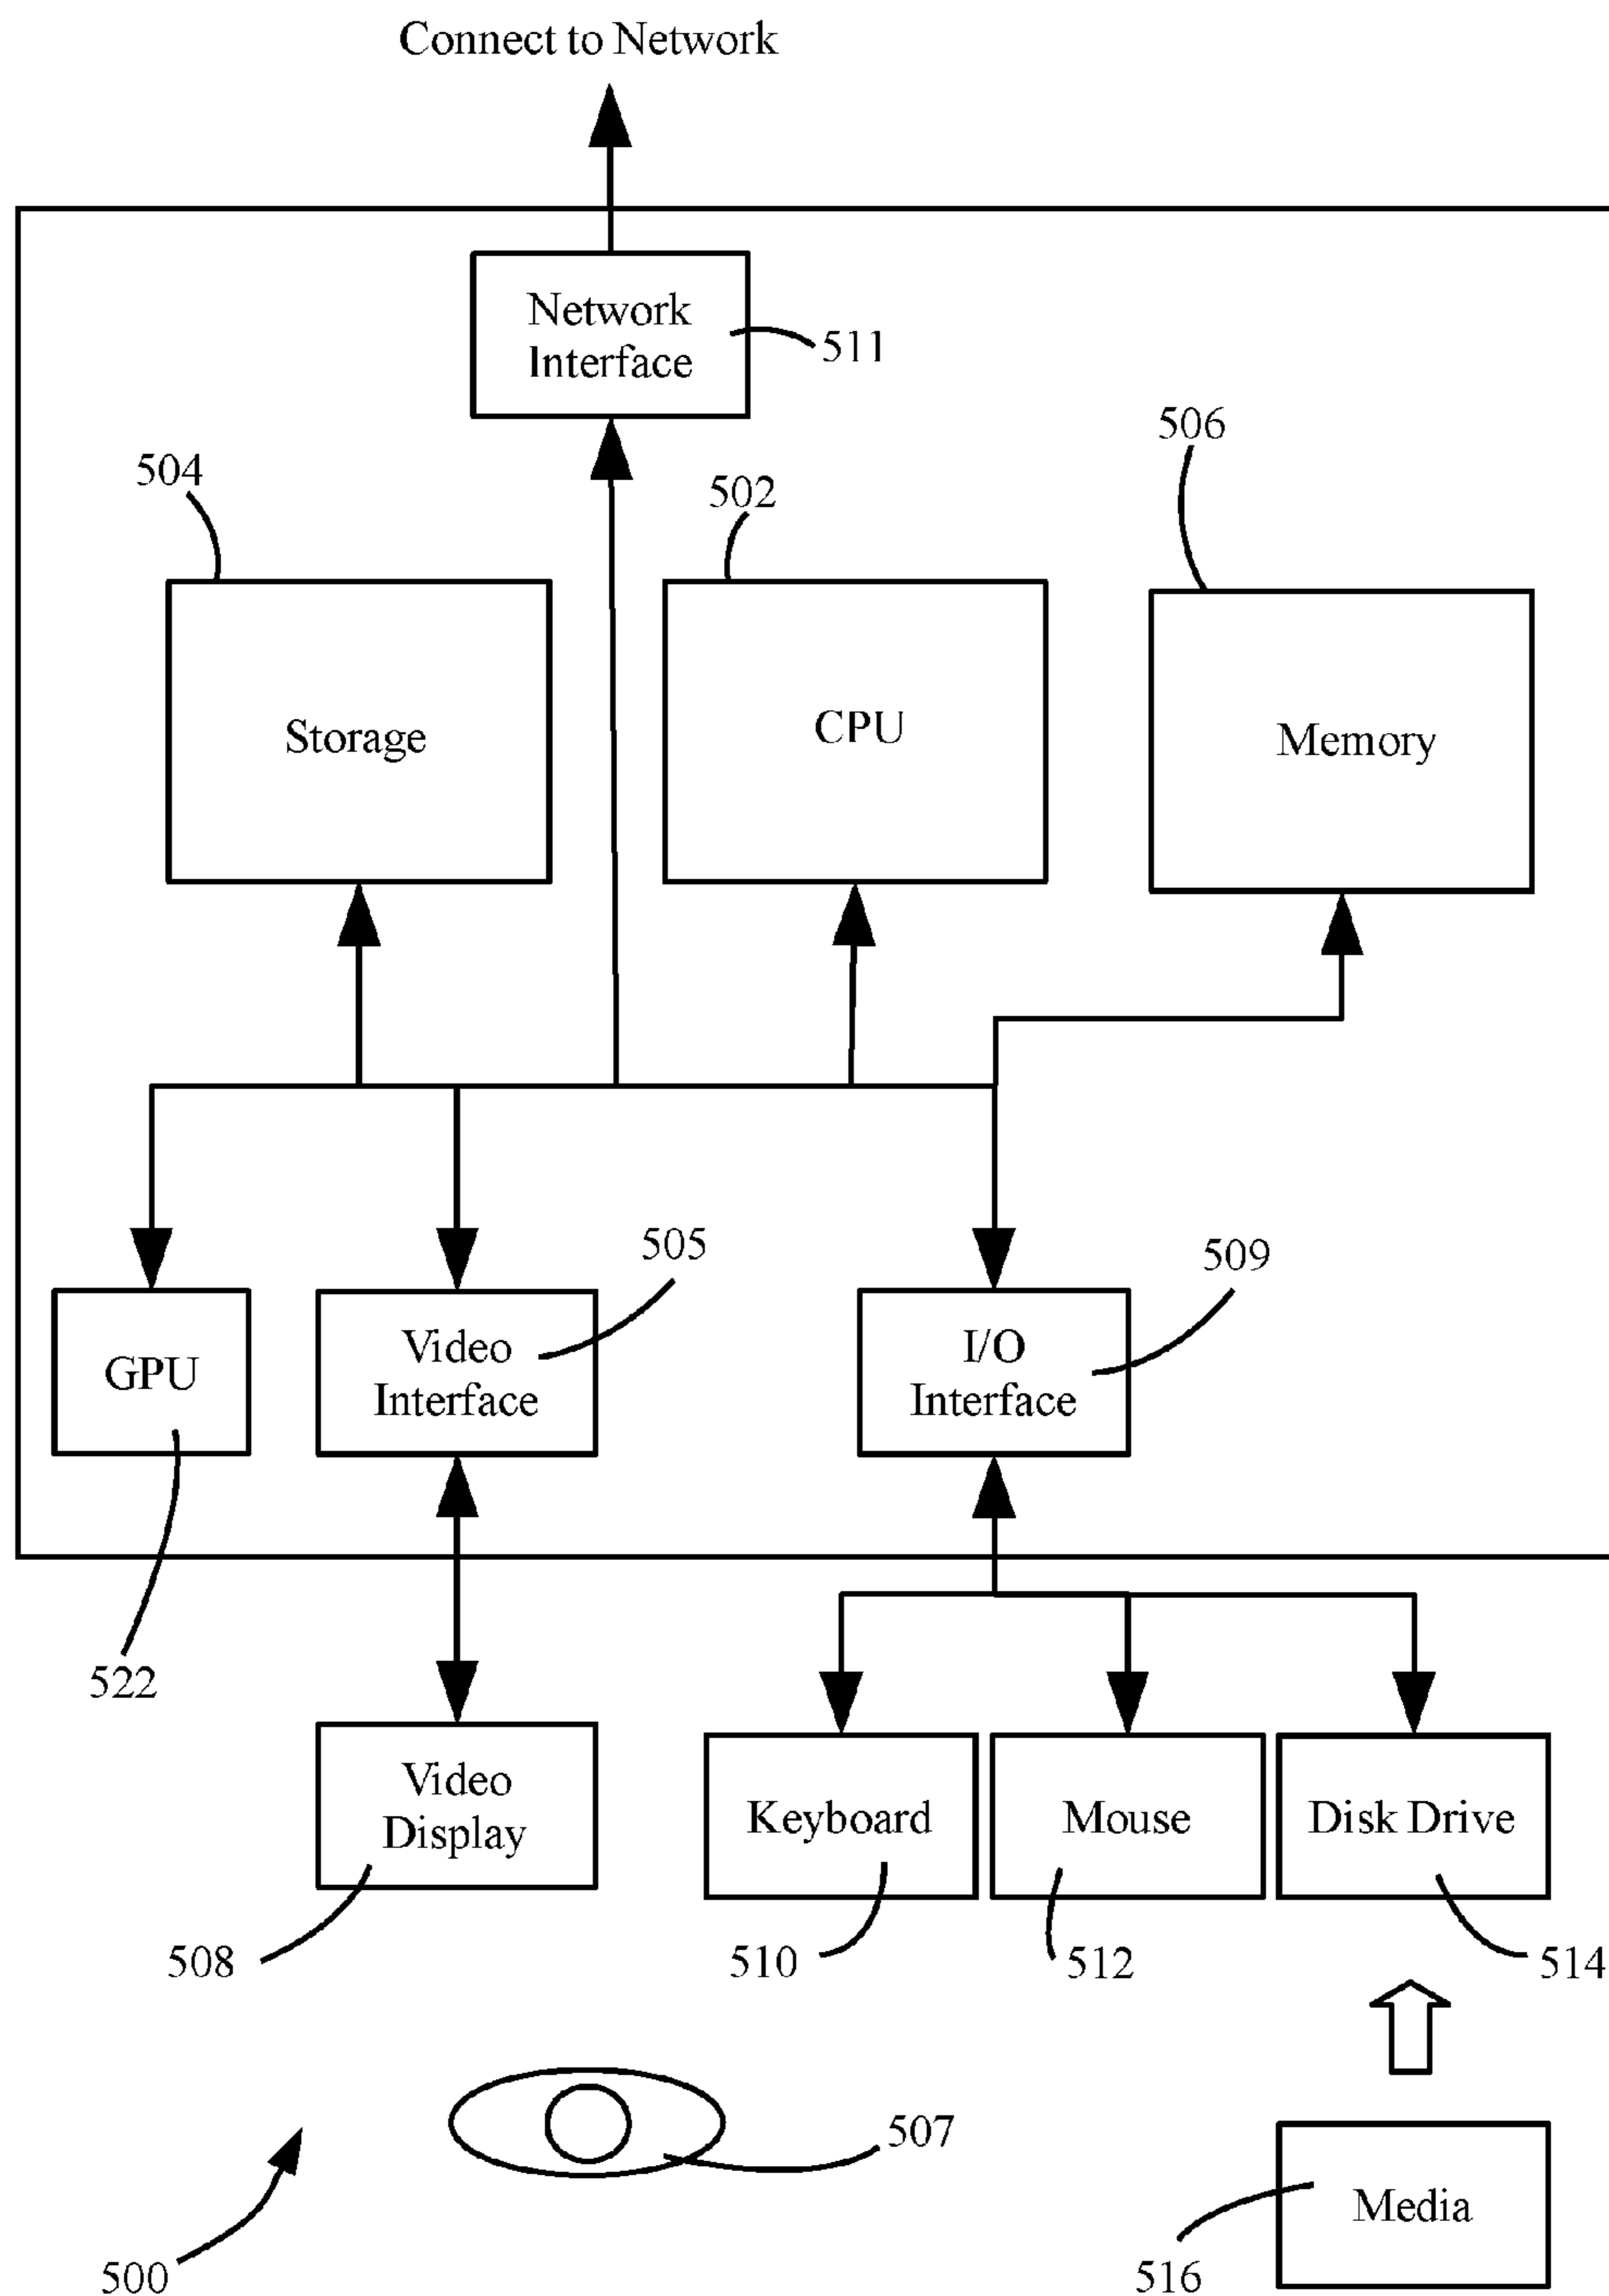 Connect to Network
Network
Interface
511
506
504
502
Storage
CPU
Memory
505
509
GPU
Video
Interface
I/O
Interface
522
Video
Display
Keyboard
Mouse
Disk Drive
508
510
512
514
507
Media
500
516